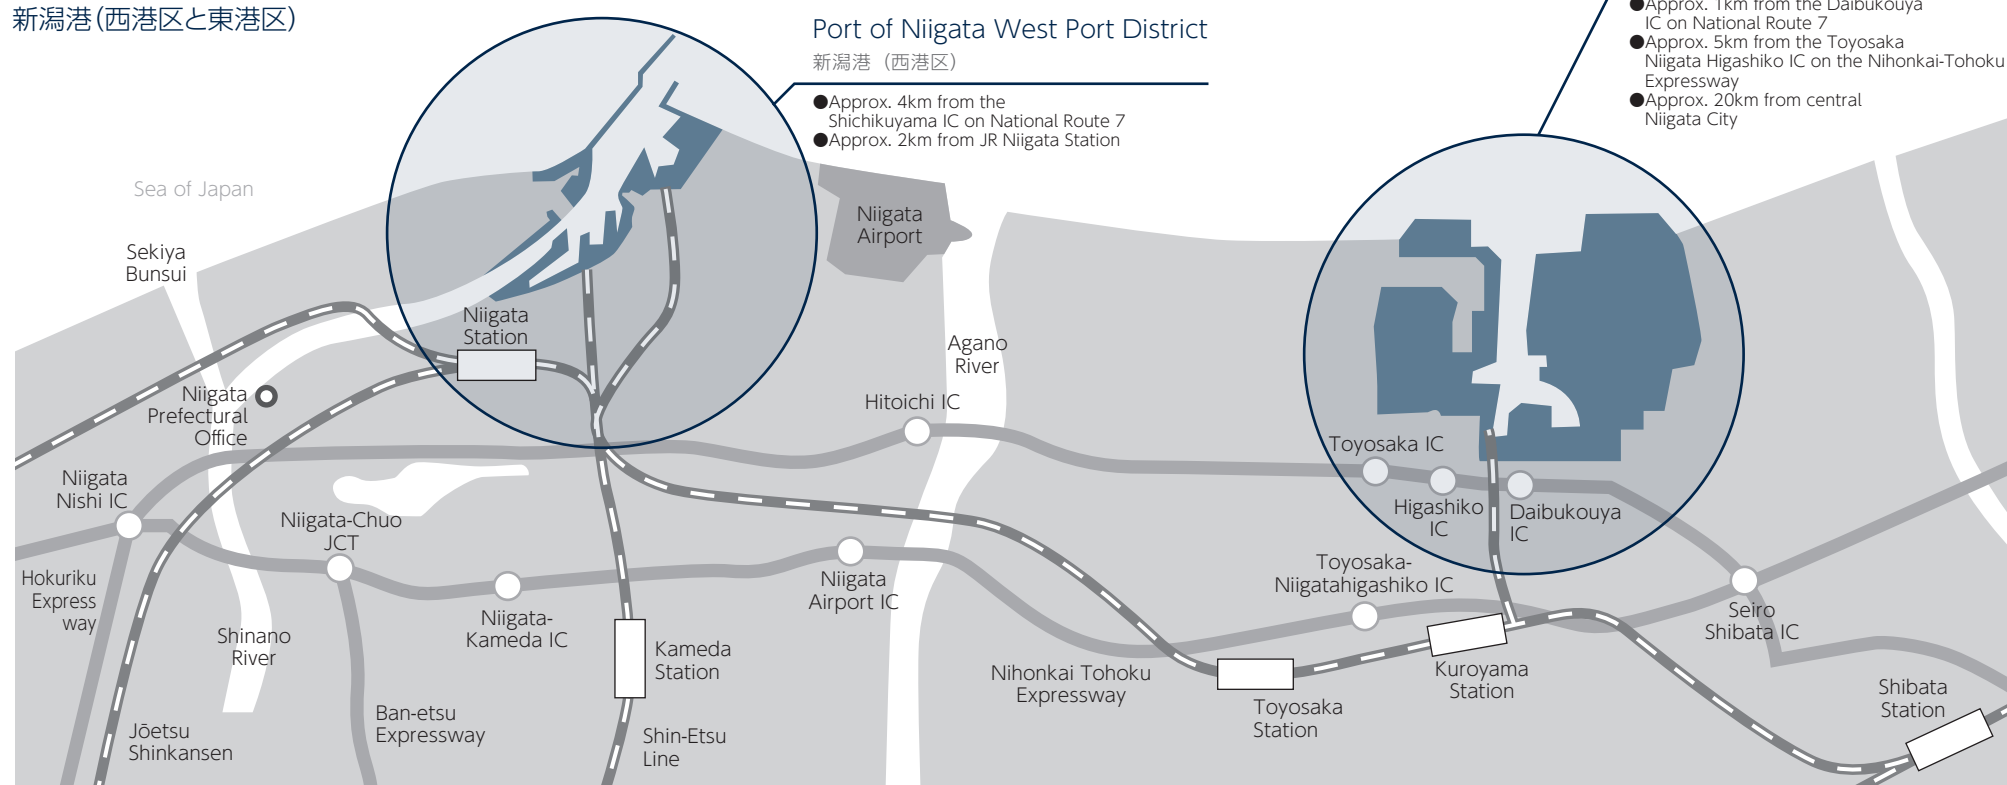 新潟港(西港区と東港区)
Port of Niigata West Port District
新潟港 (西港区)
●Approx. 4km from the
Shichikuyama IC on National Route 7
●Approx. 2km from JR Niigata Station
●Approx. 1km from the Daibukouya
IC on National Route 7
●Approx. 5km from the Toyosaka
Niigata Higashiko IC on the Nihonkai-Tohoku
Expressway
●Approx. 20km from central
Niigata City
Sea of Japan
Sekiya
Bunsui
Niigata
Airport
Niigata
Station
Agano
River
Niigata
Prefectural
Office
Hitoichi IC
Toyosaka IC
Niigata
Nishi IC
Higashiko
IC
Daibukouya
IC
Niigata-Chuo
JCT
Hokuriku
Express
way
Niigata
Airport IC
Toyosaka-
Niigatahigashiko IC
Niigata-
Kameda IC
Seiro
Shibata IC
Shinano
River
Kameda
Station
Nihonkai Tohoku
Expressway
Kuroyama
Station
Toyosaka
Station
Shibata
Station
Jōetsu
Shinkansen
Ban-etsu
Expressway
Shin-Etsu
Line